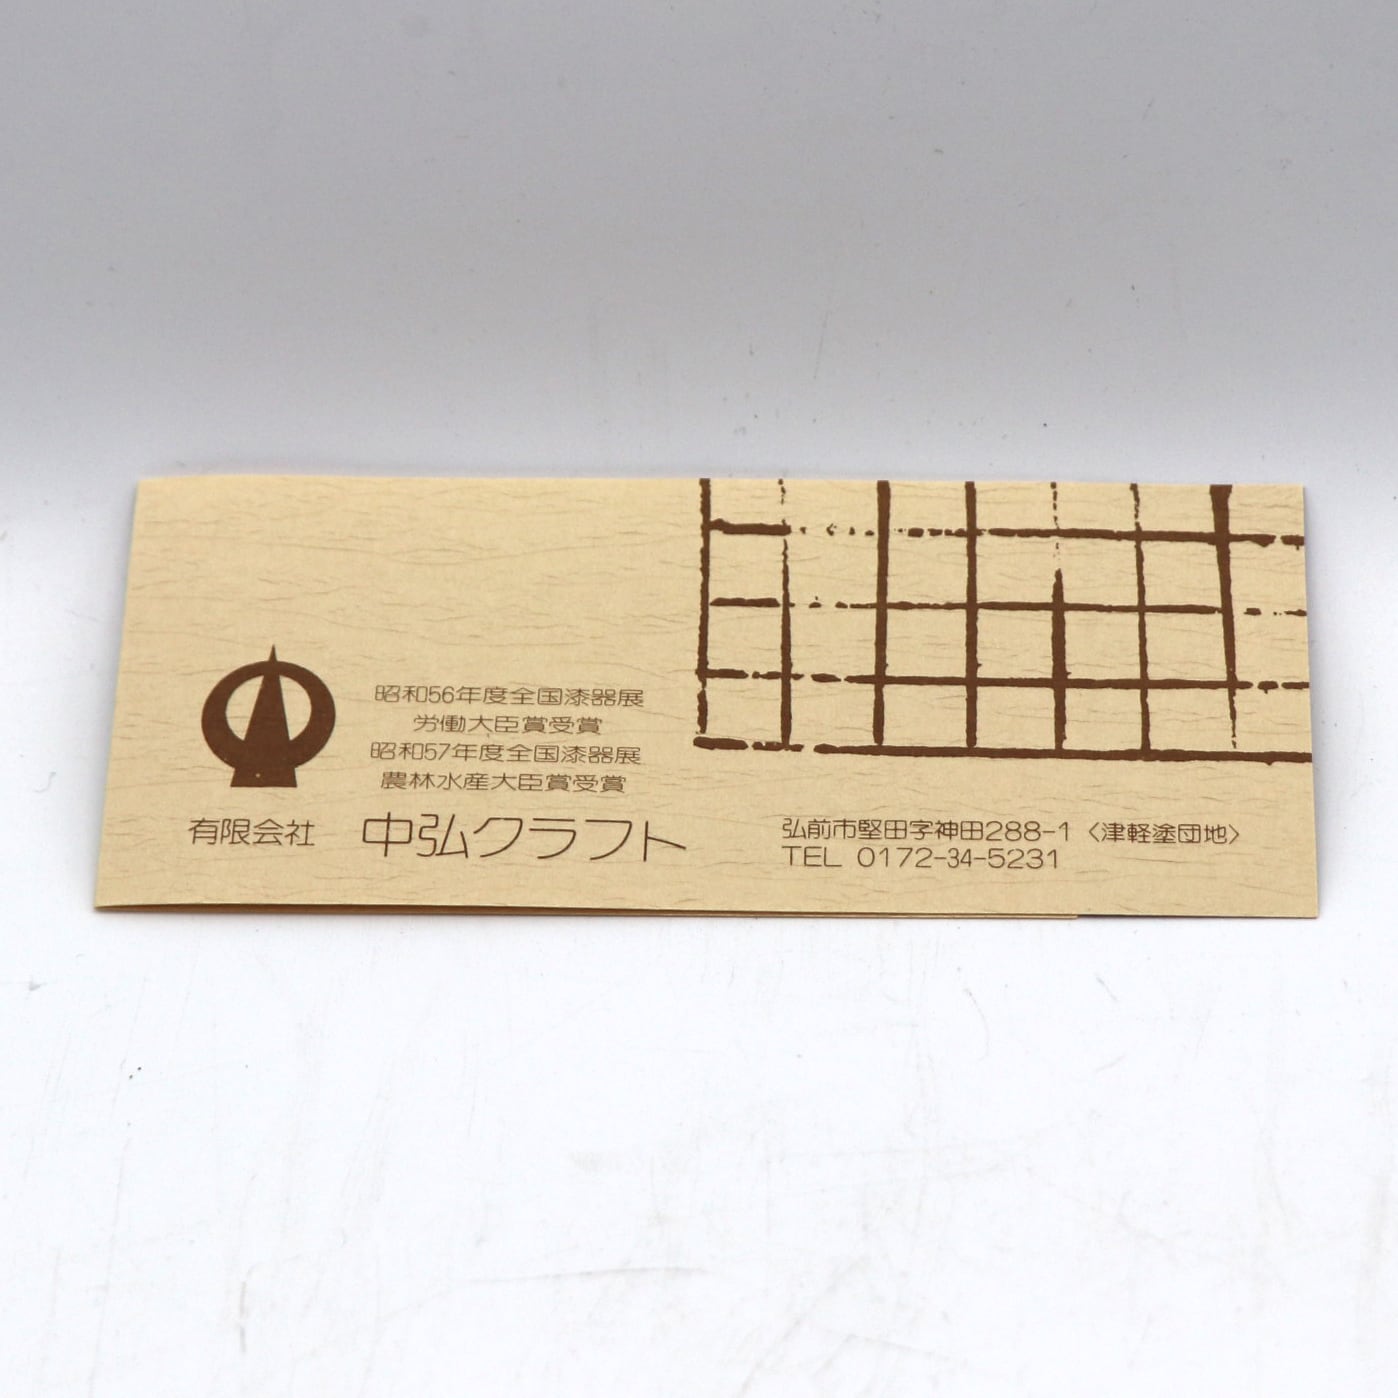 昭和56年度全国漆器展
労働大臣賞受賞
昭和57年度全国漆器展
農林水産大臣賞受賞
有限会社 中弘クラフト
弘前市堅田字神田288-1〈津軽塗団地〉
TEL 0172-34-5231